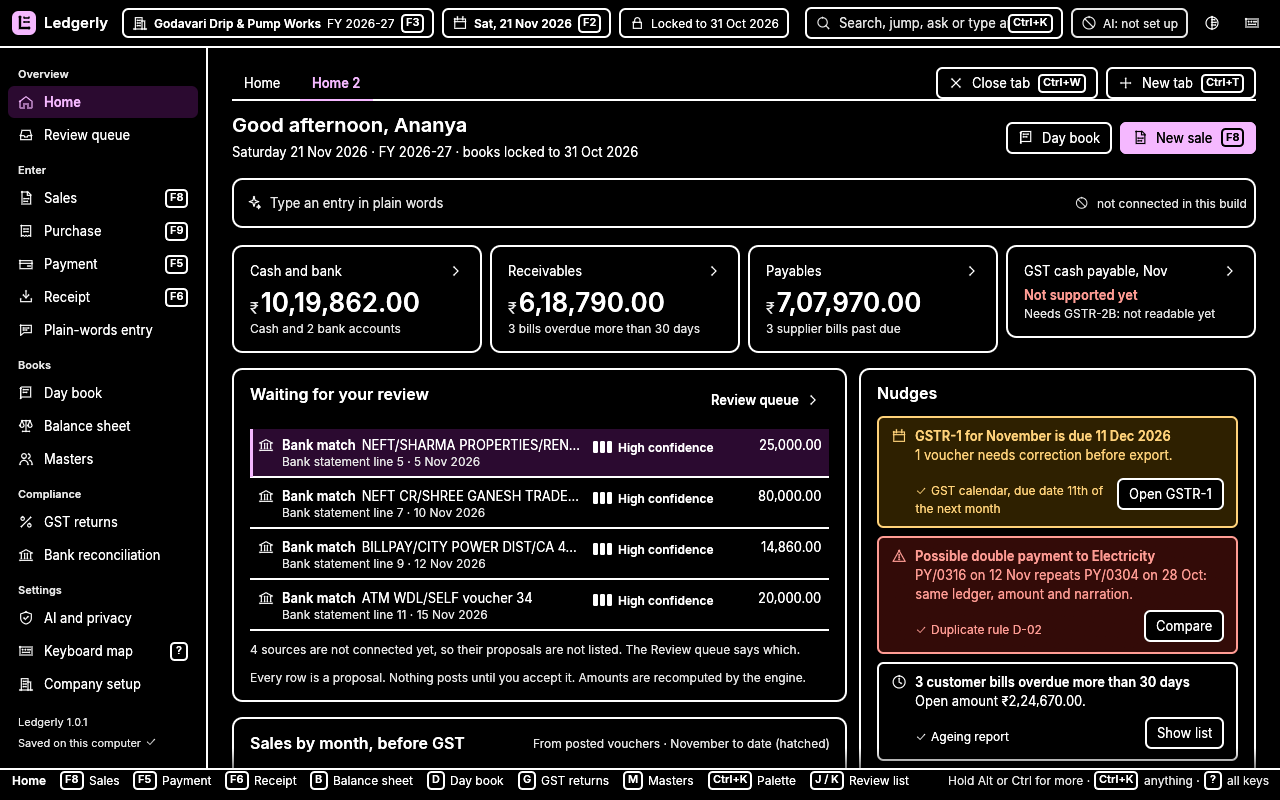 Ledgerly
Godavari Drip & Pump Works FY 2026-27 F3
Sat, 21 Nov 2026 F2
Locked to 31 Oct 2026
Search, jump, ask or type a Ctrl+K
AI: not set up
Overview
Home
Review queue
Enter
Sales F8
Purchase F9
Payment F5
Receipt F6
Plain-words entry
Books
Day book
Balance sheet
Masters
Compliance
GST returns
Bank reconciliation
Settings
AI and privacy
Keyboard map ?
Company setup
Ledgerly 1.0.1
Saved on this computer
Home
Home 2
Close tab Ctrl+W
New tab Ctrl+T
Good afternoon, Ananya
Saturday 21 Nov 2026 · FY 2026-27 · books locked to 31 Oct 2026
Day book
New sale F8
Type an entry in plain words
not connected in this build
Cash and bank
₹10,19,862.00
Cash and 2 bank accounts
Receivables
₹6,18,790.00
3 bills overdue more than 30 days
Payables
₹7,07,970.00
3 supplier bills past due
GST cash payable, Nov
Not supported yet
Needs GSTR-2B: not readable yet
Waiting for your review
Review queue
Bank match NEFT/SHARMA PROPERTIES/REN... High confidence 25,000.00
Bank statement line 5 · 5 Nov 2026
Bank match NEFT CR/SHREE GANESH TRADE... High confidence 80,000.00
Bank statement line 7 · 10 Nov 2026
Bank match BILLPAY/CITY POWER DIST/CA 4... High confidence 14,860.00
Bank statement line 9 · 12 Nov 2026
Bank match ATM WDL/SELF voucher 34 High confidence 20,000.00
Bank statement line 11 · 15 Nov 2026
4 sources are not connected yet, so their proposals are not listed. The Review queue says which.
Every row is a proposal. Nothing posts until you accept it. Amounts are recomputed by the engine.
Sales by month, before GST
From posted vouchers · November to date (hatched)
Nudges
GSTR-1 for November is due 11 Dec 2026
1 voucher needs correction before export.
✓ GST calendar, due date 11th of
the next month
Open GSTR-1
Possible double payment to Electricity
PY/0316 on 12 Nov repeats PY/0304 on 28 Oct:
same ledger, amount and narration.
✓ Duplicate rule D-02
Compare
3 customer bills overdue more than 30 days
Open amount ₹2,24,670.00.
✓ Ageing report
Show list
Home F8 Sales F5 Payment F6 Receipt B Balance sheet D Day book G GST returns M Masters Ctrl+K Palette J / K Review list
Hold Alt or Ctrl for more · Ctrl+K anything · ? all keys